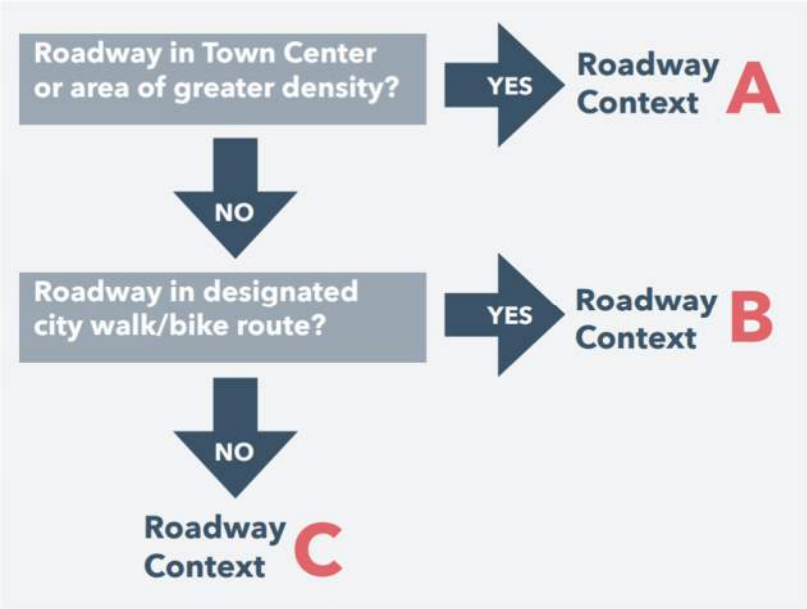 Roadway in Town Center
or area of greater density?
YES
Roadway
Context A
NO
Roadway in designated
city walk/bike route?
YES
Roadway
Context B
NO
Roadway
Context C